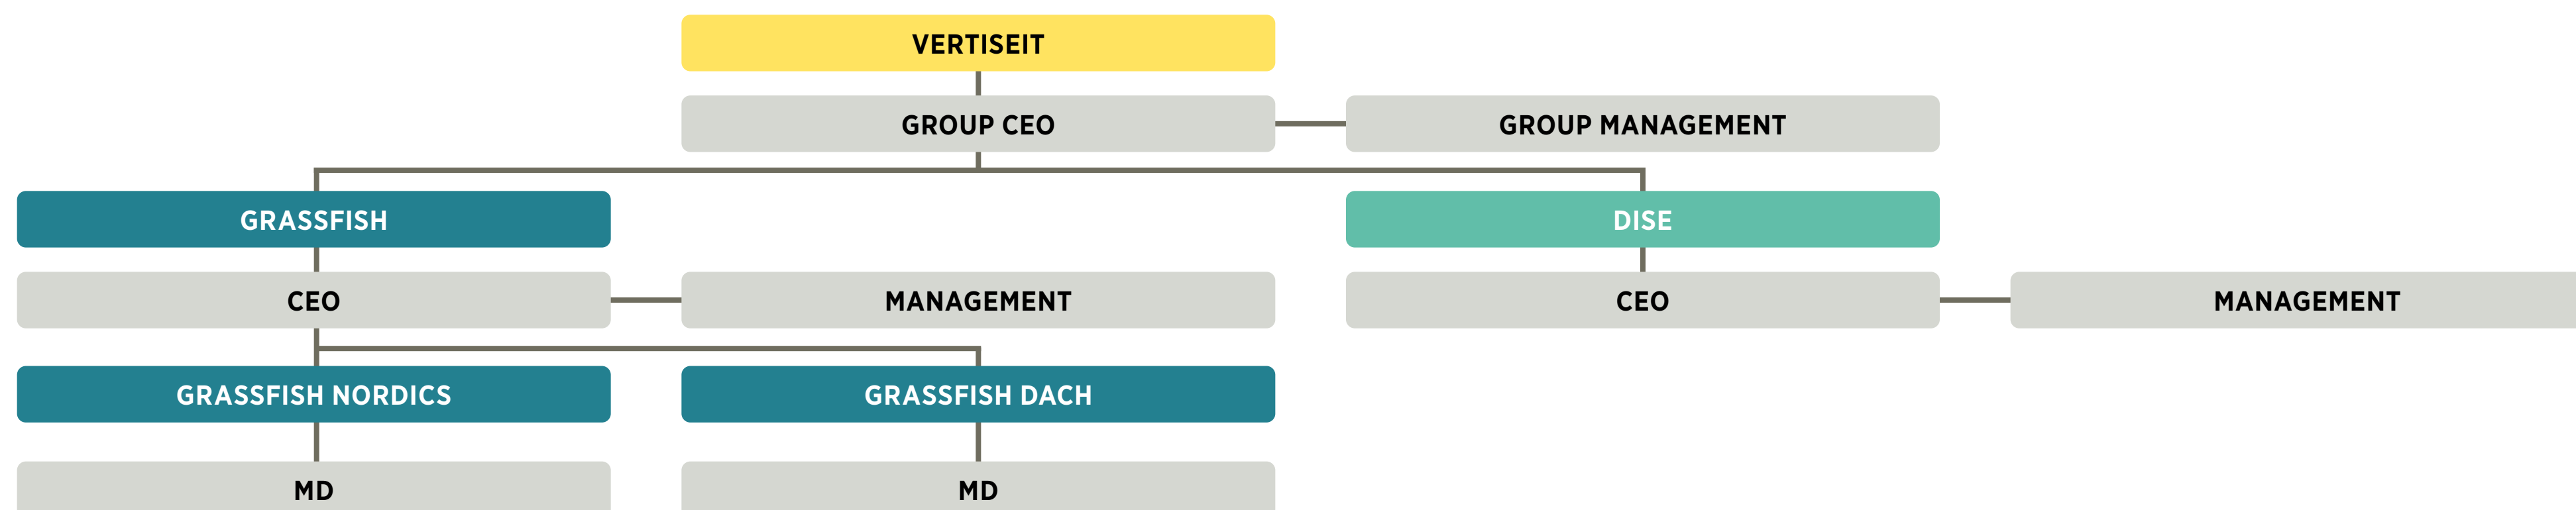 VERTISEIT
GROUP CEO
GROUP MANAGEMENT
GRASSFISH
DISE
CEO
MANAGEMENT
CEO
MANAGEMENT
GRASSFISH NORDICS
GRASSFISH DACH
MD
MD